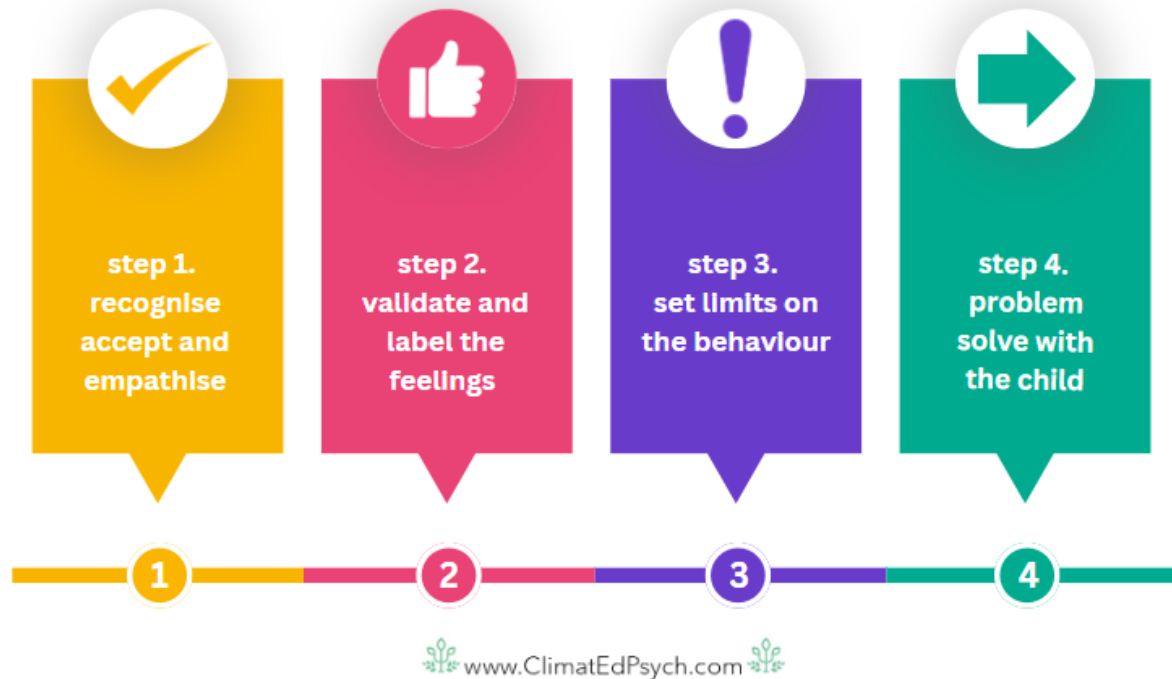 step 1.
recognise
accept and
empathise
step 2.
validate and
label the
feelings
step 3.
set limits on
the behaviour
step 4.
problem
solve with
the child
1
2
3
4
www.ClimatEdPsych.com